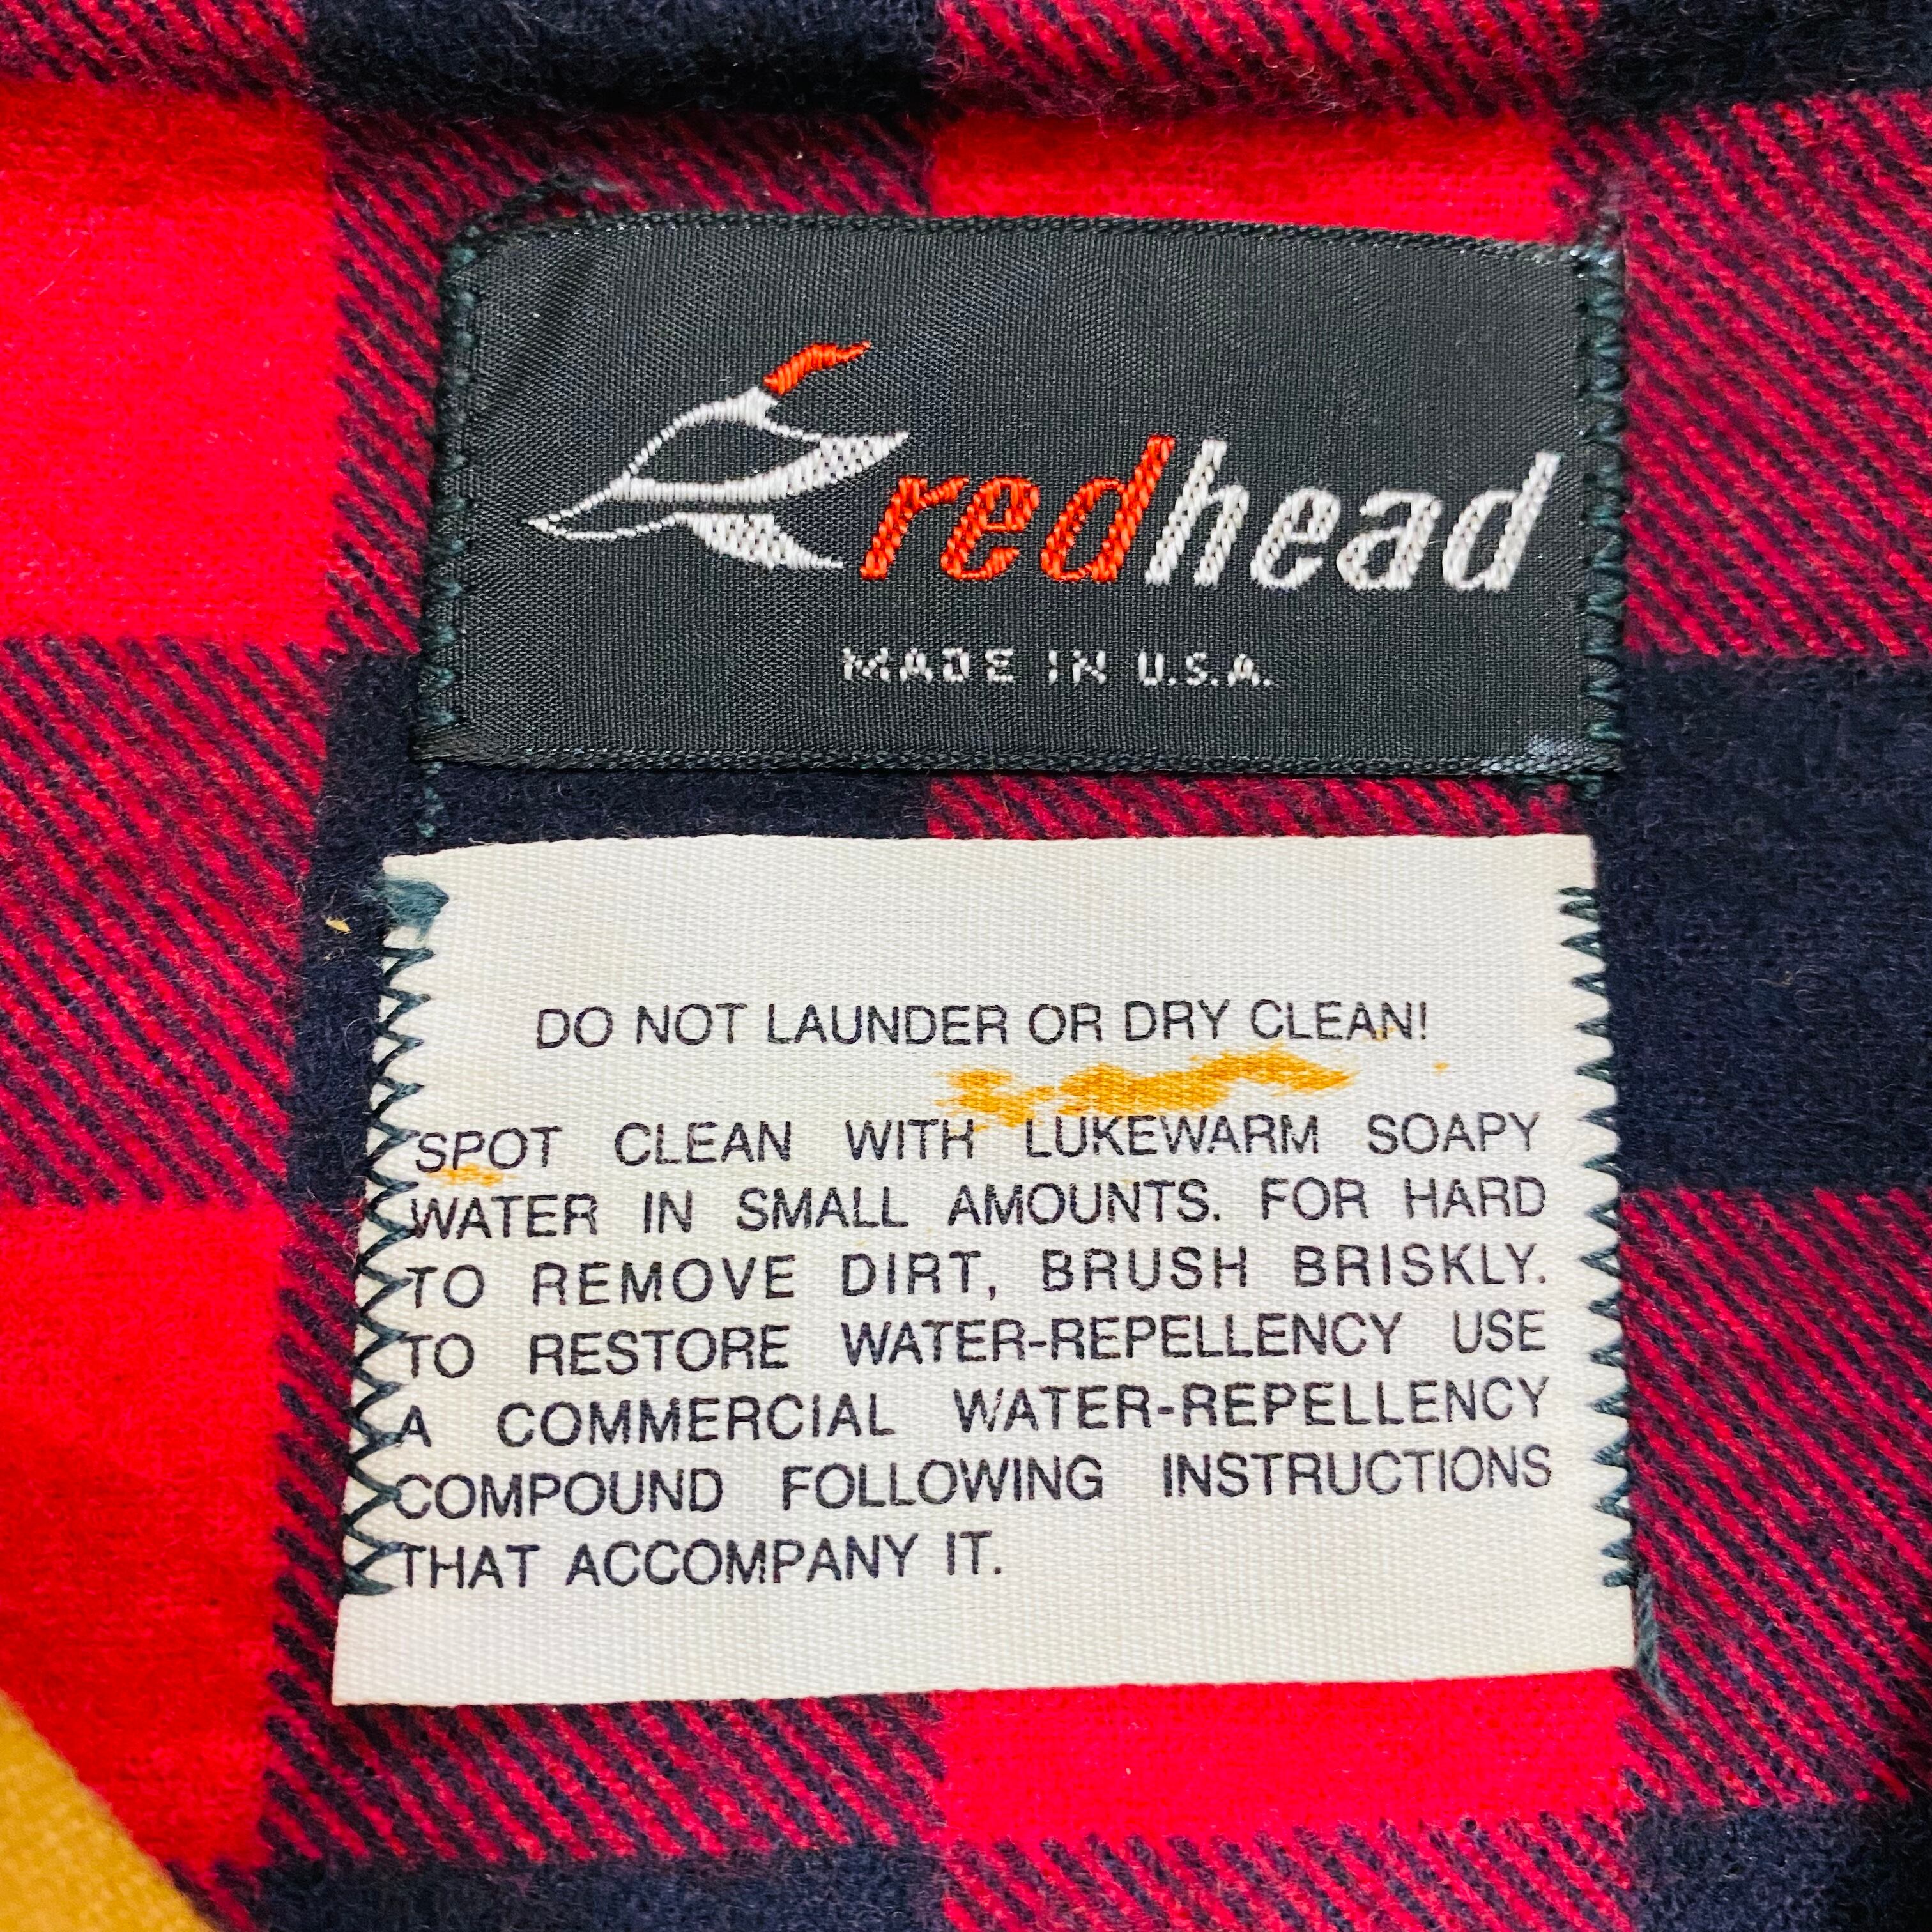 redhead
MADE IN U.S.A.
DO NOT LAUNDER OR DRY CLEAN!
SPOT CLEAN WITH LUKEWARM SOAPY
WATER IN SMALL AMOUNTS. FOR HARD
TO REMOVE DIRT, BRUSH BRISKLY.
TO RESTORE WATER-REPELLENCY USE
A COMMERCIAL WATER-REPELLENCY
COMPOUND FOLLOWING INSTRUCTIONS
THAT ACCOMPANY IT.